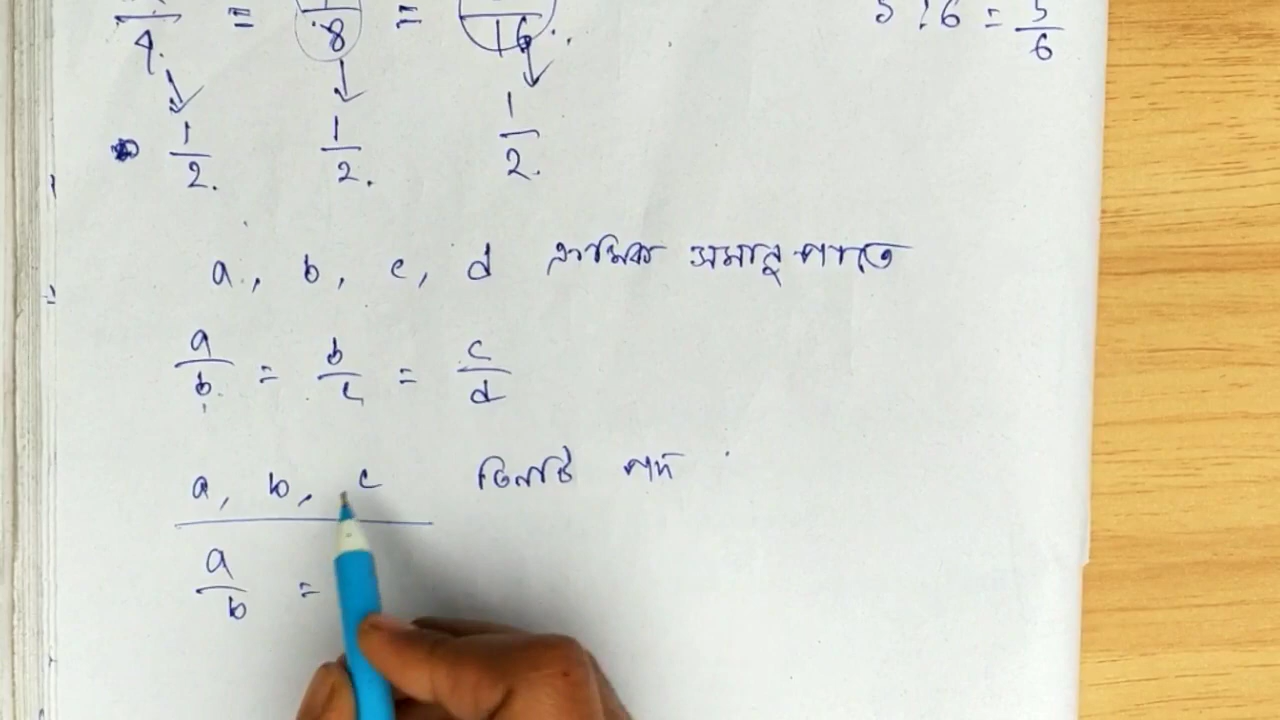 4. = 8 = 16 5 : 6 = 5/6
1/2. 1/2. 1/2.
a, b, c, d ক্রমিক সমানুপাতে
a/b = b/c = c/d
a, b, c তিনটি পদ
a/b =